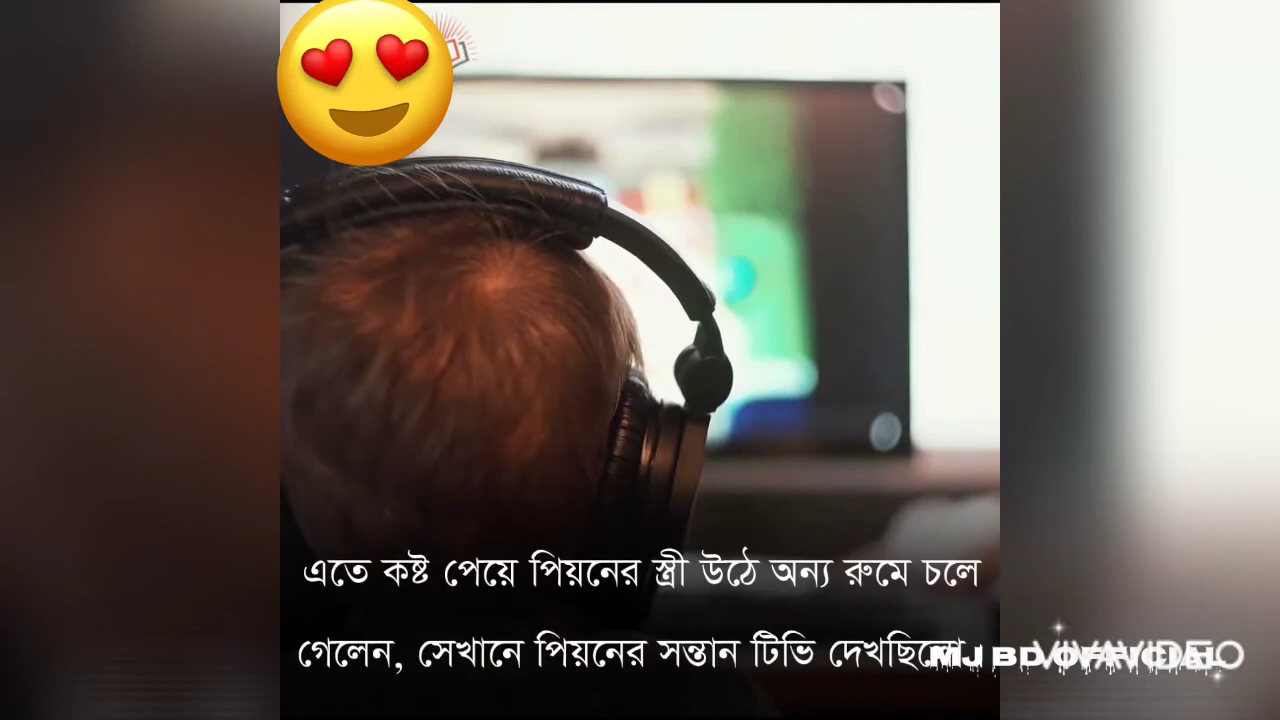 এতে কষ্ট পেয়ে পিয়নের স্ত্রী উঠে অন্য রুমে চলে
গেলেন, সেখানে পিয়নের সন্তান টিভি দেখছিলো
MJ BD OFFICIAL
VIVAVIDEO